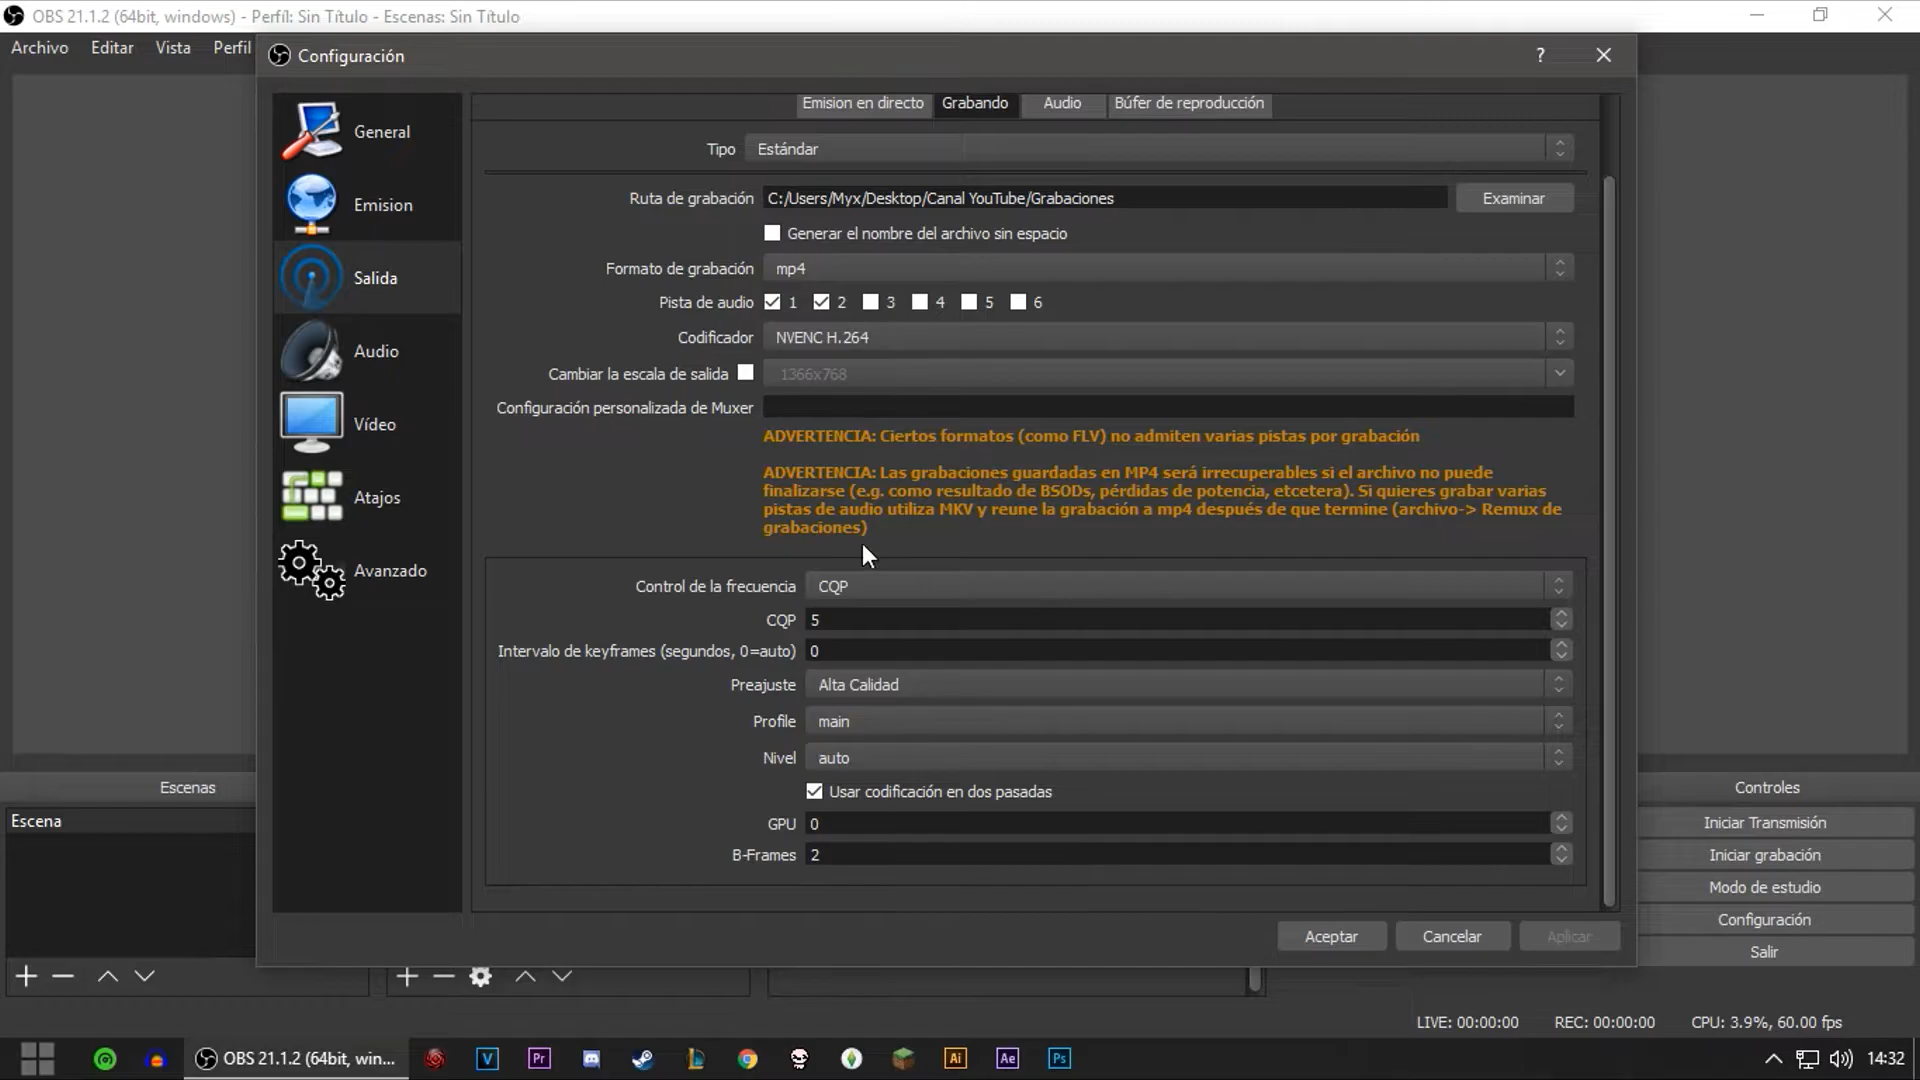 OBS 21.1.2 (64bit, windows) - Perfíl: Sin Título - Escenas: Sin Título
Archivo Editar Vista Perfil
Configuración ?
General
Emision
Salida
Audio
Vídeo
Atajos
Avanzado
Emision en directo Grabando Audio Búfer de reproducción
Tipo Estándar
Ruta de grabación C:/Users/Myx/Desktop/Canal YouTube/Grabaciones Examinar
Generar el nombre del archivo sin espacio
Formato de grabación mp4
Pista de audio 1 2 3 4 5 6
Codificador NVENC H.264
Cambiar la escala de salida 1366x768
Configuración personalizada de Muxer
ADVERTENCIA: Ciertos formatos (como FLV) no admiten varias pistas por grabación
ADVERTENCIA: Las grabaciones guardadas en MP4 será irrecuperables si el archivo no puede
finalizarse (e.g. como resultado de BSODs, pérdidas de potencia, etcetera). Si quieres grabar varias
pistas de audio utiliza MKV y reune la grabación a mp4 después de que termine (archivo-> Remux de
grabaciones)
Control de la frecuencia CQP
CQP 5
Intervalo de keyframes (segundos, 0=auto) 0
Preajuste Alta Calidad
Profile main
Nivel auto
Usar codificación en dos pasadas
GPU 0
B-Frames 2
Aceptar Cancelar Aplicar
Escenas
Escena
Controles
Iniciar Transmisión
Iniciar grabación
Modo de estudio
Configuración
Salir
LIVE: 00:00:00 REC: 00:00:00 CPU: 3.9%, 60.00 fps
OBS 21.1.2 (64bit, win... V Pr Ai Ae Ps 14:32